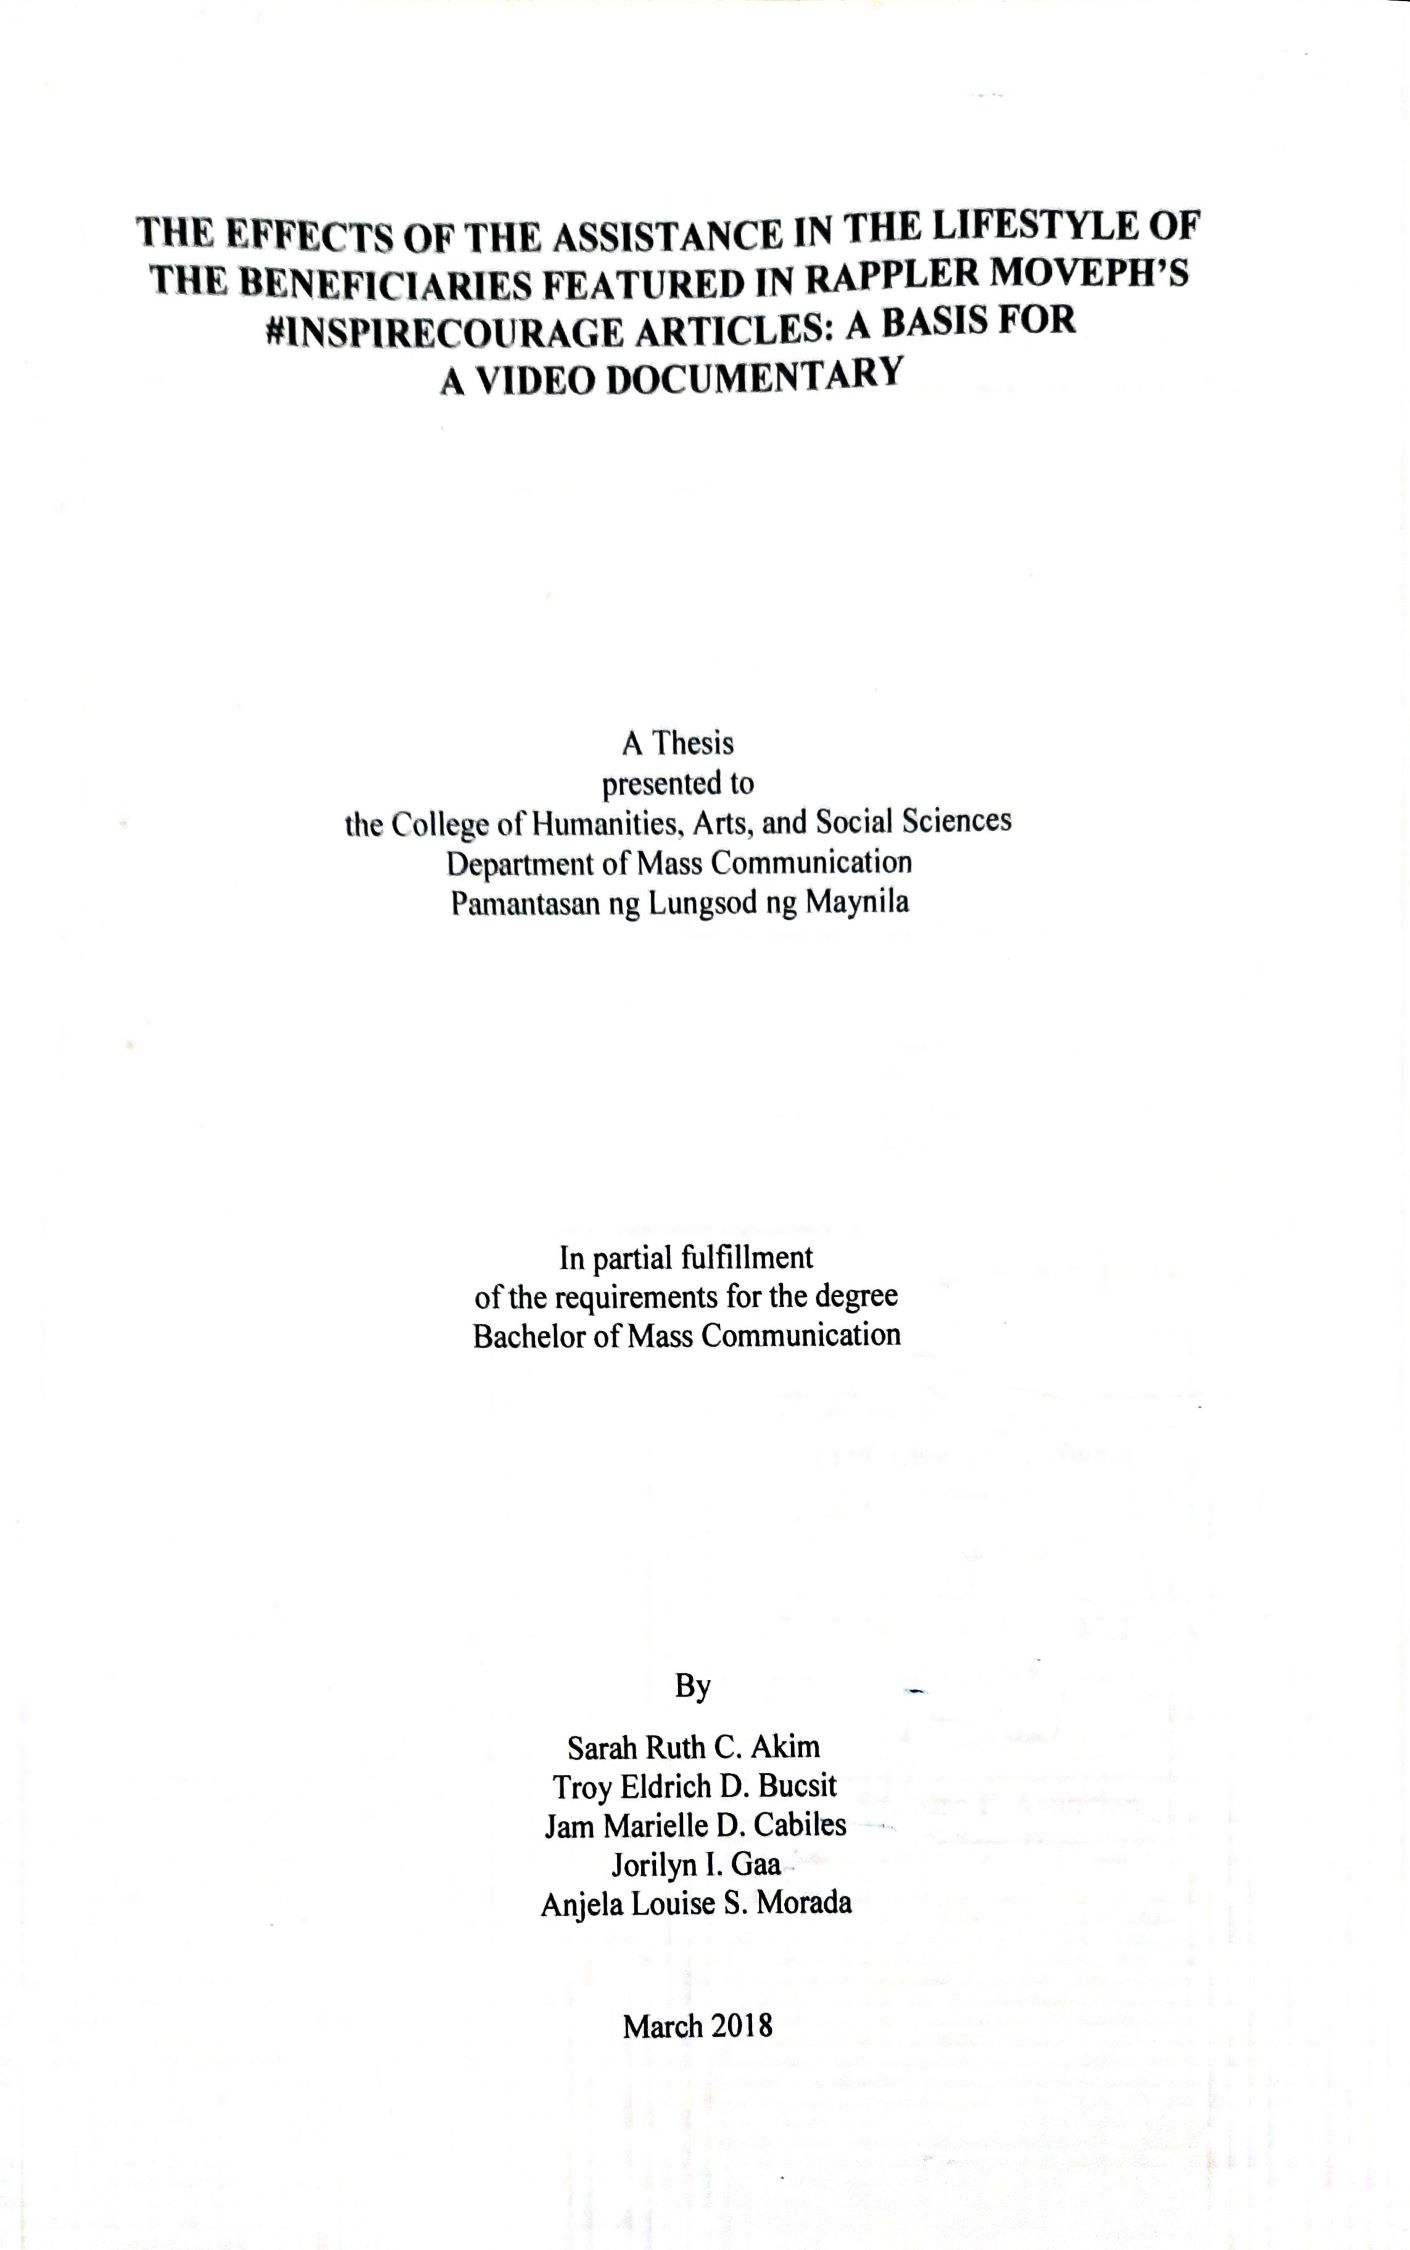 THE EFFECTS OF THE ASSISTANCE IN THE LIFESTYLE OF
THE BENEFICIARIES FEATURED IN RAPPLER MOVEPH'S
#INSPIRECOURAGE ARTICLES: A BASIS FOR
A VIDEO DOCUMENTARY
A Thesis
presented to
the College of Humanities, Arts, and Social Sciences
Department of Mass Communication
Pamantasan ng Lungsod ng Maynila
In partial fulfillment
of the requirements for the degree
Bachelor of Mass Communication
By
Sarah Ruth C. Akim
Troy Eldrich D. Bucsit
Jam Marielle D. Cabiles
Jorilyn I. Gaa
Anjela Louise S. Morada
March 2018